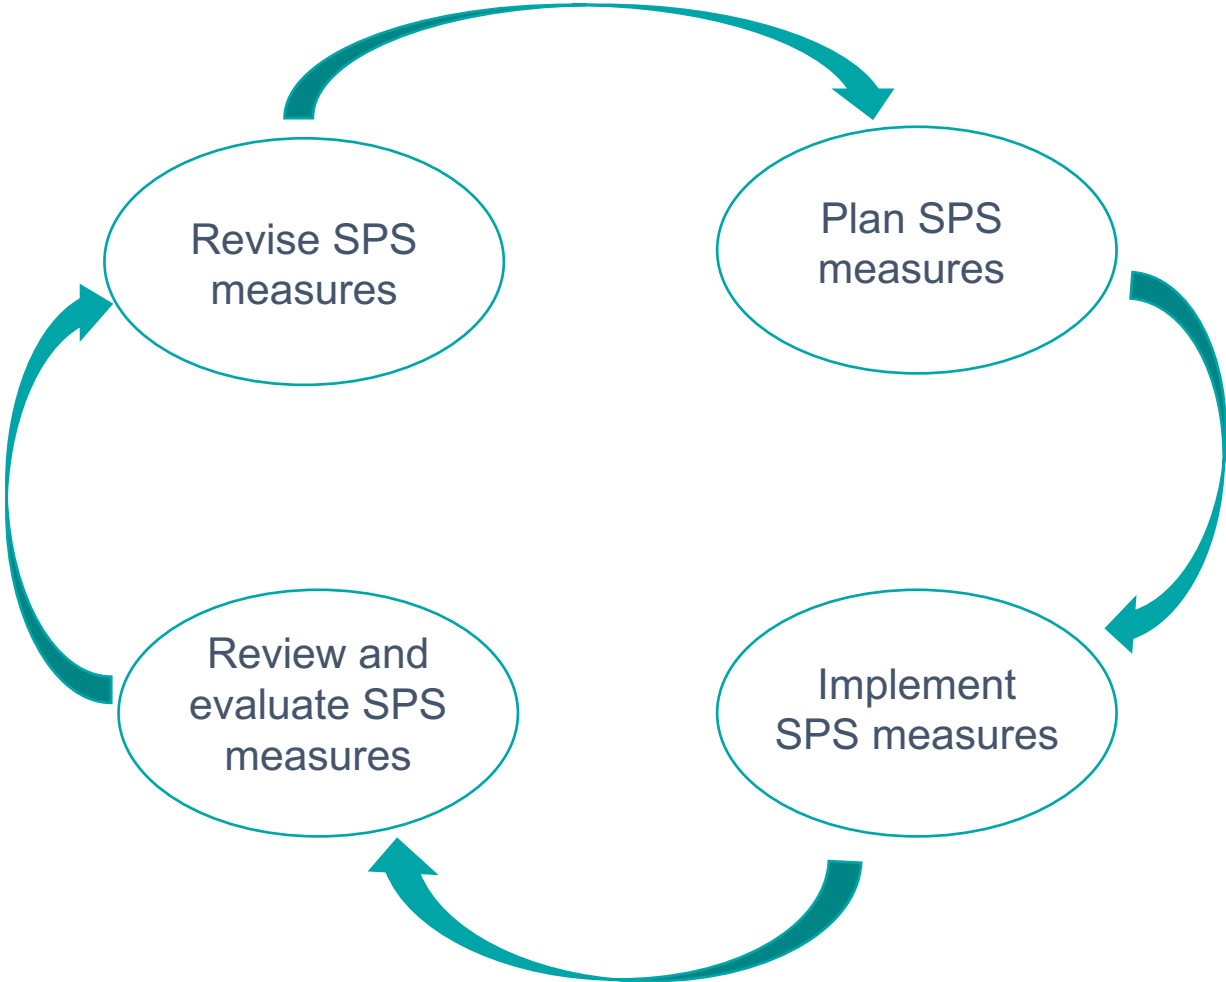 Revise SPS
measures
Plan SPS
measures
Review and
evaluate SPS
measures
Implement
SPS measures